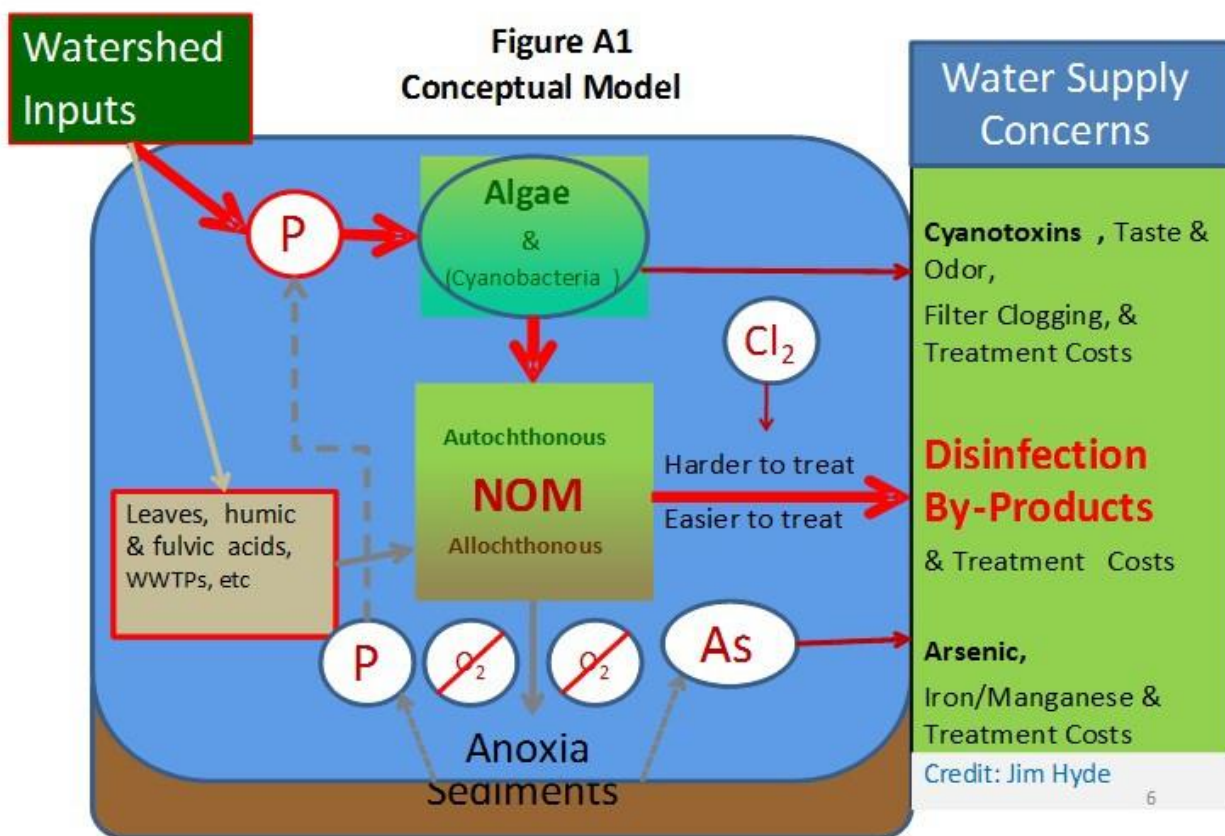 Watershed
Inputs
Figure A1
Conceptual Model
Water Supply
Concerns
P
Algae
&
(Cyanobacteria )
Cl₂
Autochthonous
NOM
Allochthonous
Harder to treat
Easier to treat
Leaves, humic
& fulvic acids,
WWTPs, etc
P
O₂
O₂
As
Anoxia
Sediments
Cyanotoxins , Taste &
Odor,
Filter Clogging, &
Treatment Costs
Disinfection
By-Products
& Treatment Costs
Arsenic,
Iron/Manganese &
Treatment Costs
Credit: Jim Hyde
6